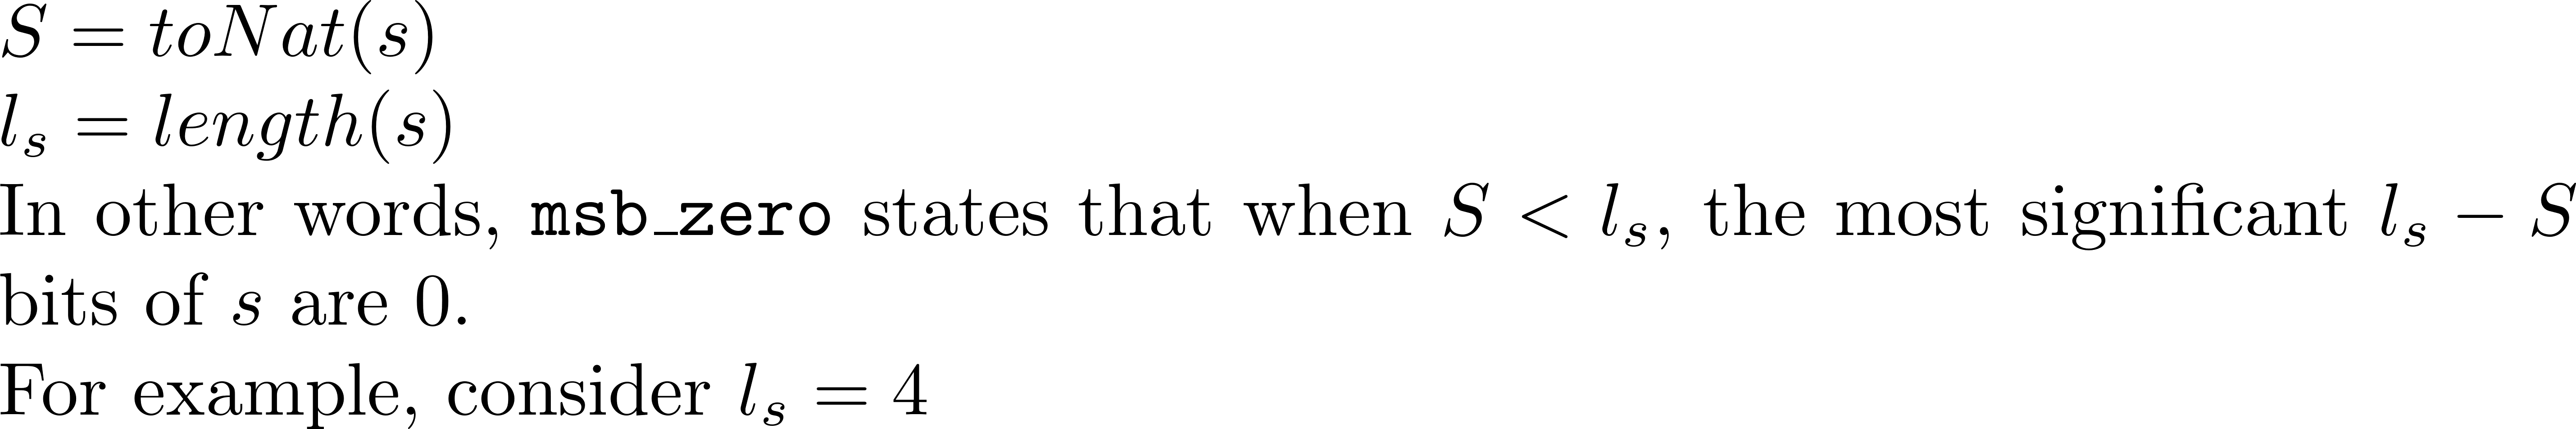 S = toNat(s)
l_s = length(s)
In other words, msb_zero states that when S < l_s, the most significant l_s − S
bits of s are 0.
For example, consider l_s = 4